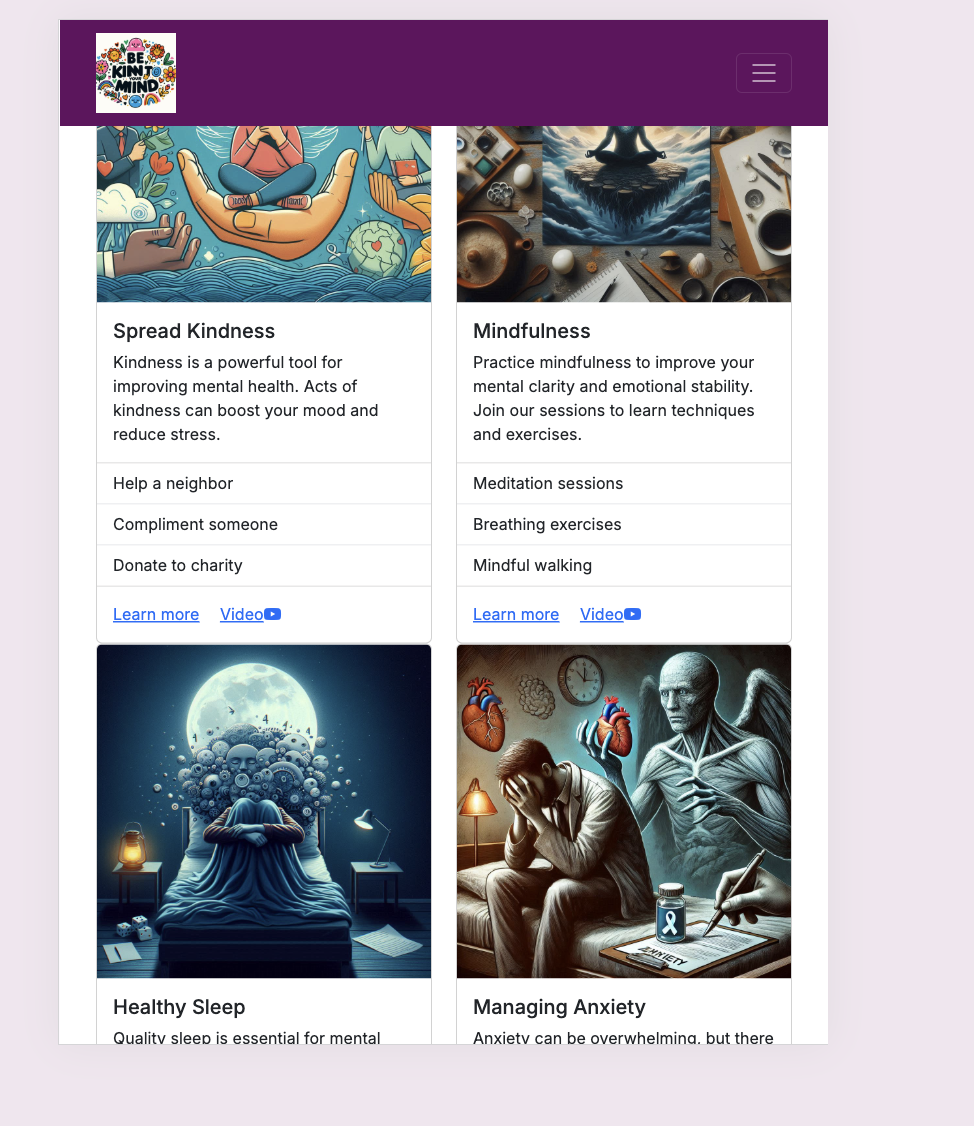 BE
KINN TO
YOUR
MIND
Spread Kindness
Kindness is a powerful tool for
improving mental health. Acts of
kindness can boost your mood and
reduce stress.
Help a neighbor
Compliment someone
Donate to charity
Learn more Video
Mindfulness
Practice mindfulness to improve your
mental clarity and emotional stability.
Join our sessions to learn techniques
and exercises.
Meditation sessions
Breathing exercises
Mindful walking
Learn more Video
Healthy Sleep
Quality sleep is essential for mental
Managing Anxiety
Anxiety can be overwhelming, but there